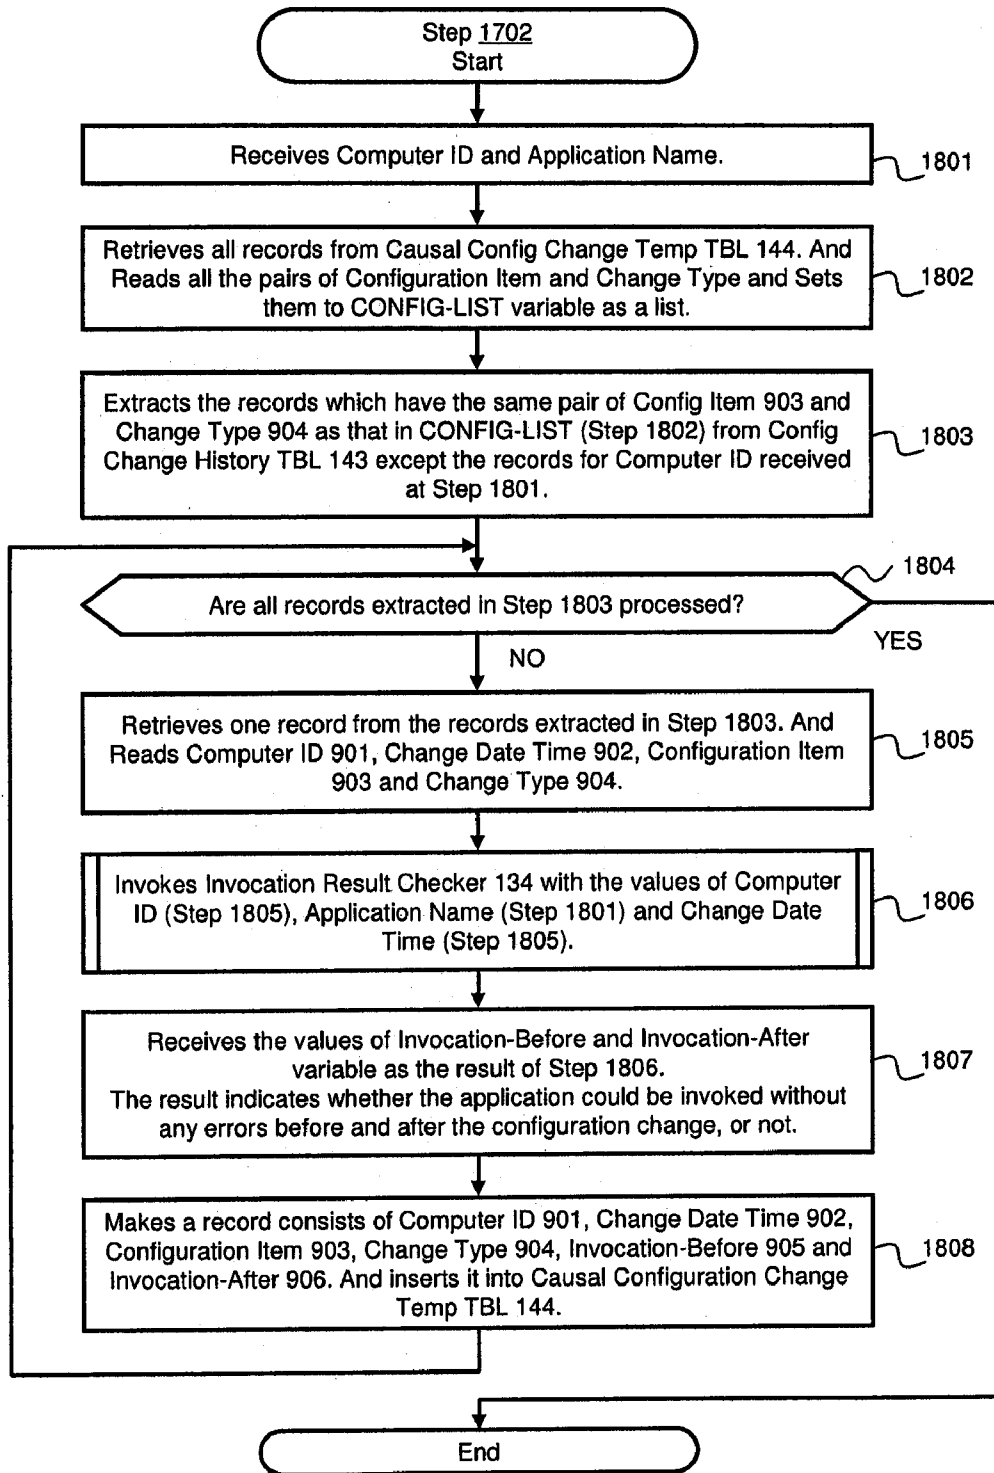 Step 1702
Start
Receives Computer ID and Application Name.
1801
Retrieves all records from Causal Config Change Temp TBL 144. And
Reads all the pairs of Configuration Item and Change Type and Sets
them to CONFIG-LIST variable as a list.
1802
Extracts the records which have the same pair of Config Item 903 and
Change Type 904 as that in CONFIG-LIST (Step 1802) from Config
Change History TBL 143 except the records for Computer ID received
at Step 1801.
1803
1804
Are all records extracted in Step 1803 processed?
YES
NO
Retrieves one record from the records extracted in Step 1803. And
Reads Computer ID 901, Change Date Time 902, Configuration Item
903 and Change Type 904.
1805
Invokes Invocation Result Checker 134 with the values of Computer
ID (Step 1805), Application Name (Step 1801) and Change Date
Time (Step 1805).
1806
Receives the values of Invocation-Before and Invocation-After
variable as the result of Step 1806.
The result indicates whether the application could be invoked without
any errors before and after the configuration change, or not.
1807
Makes a record consists of Computer ID 901, Change Date Time 902,
Configuration Item 903, Change Type 904, Invocation-Before 905 and
Invocation-After 906. And inserts it into Causal Configuration Change
Temp TBL 144.
1808
End